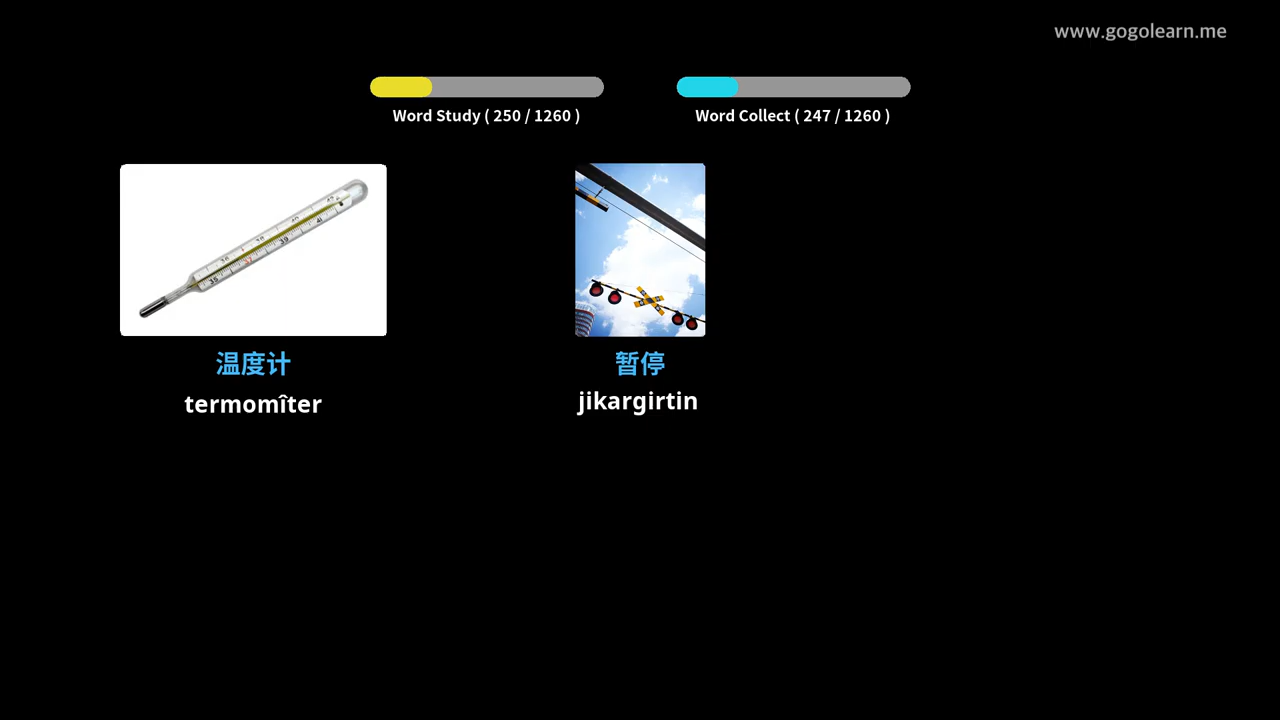 www.gogolearn.me
Word Study ( 250 / 1260 )
Word Collect ( 247 / 1260 )
温度计
termomîter
暂停
jikargirtin